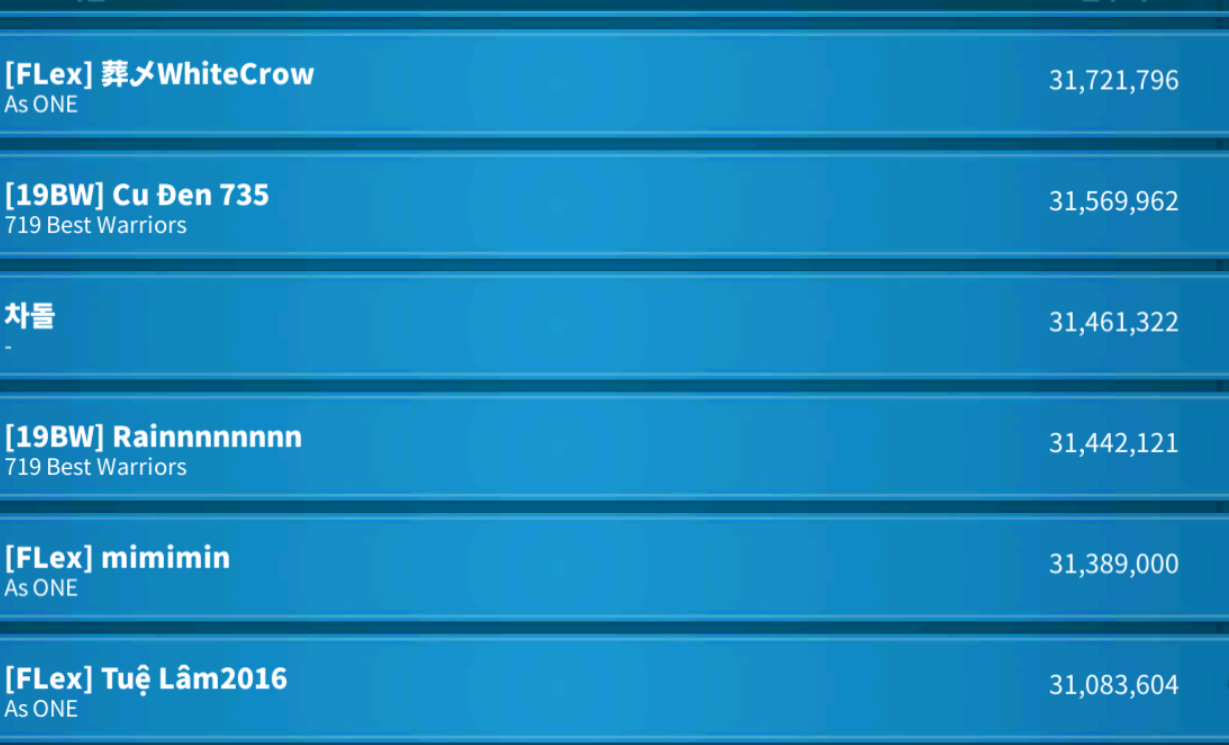 [FLex] 葬〆WhiteCrow
As ONE
31,721,796
[19BW] Cu Đen 735
719 Best Warriors
31,569,962
차돌
-
31,461,322
[19BW] Rainnnnnnnn
719 Best Warriors
31,442,121
[FLex] mimimin
As ONE
31,389,000
[FLex] Tuệ Lâm2016
As ONE
31,083,604